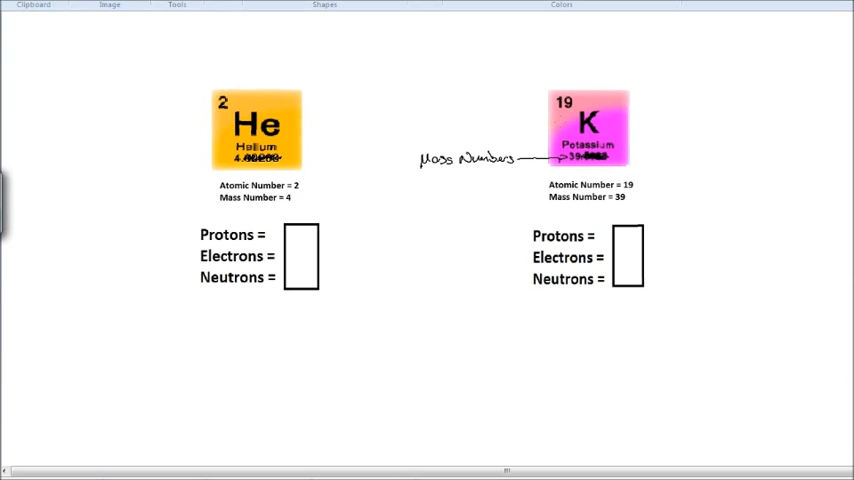 Clipboard
Image
Tools
Shapes
Colors
2
He
Helium
19
K
Potassium
Mass Numbers
Atomic Number = 2
Mass Number = 4
Atomic Number = 19
Mass Number = 39
Protons =
Electrons =
Neutrons =
Protons =
Electrons =
Neutrons =